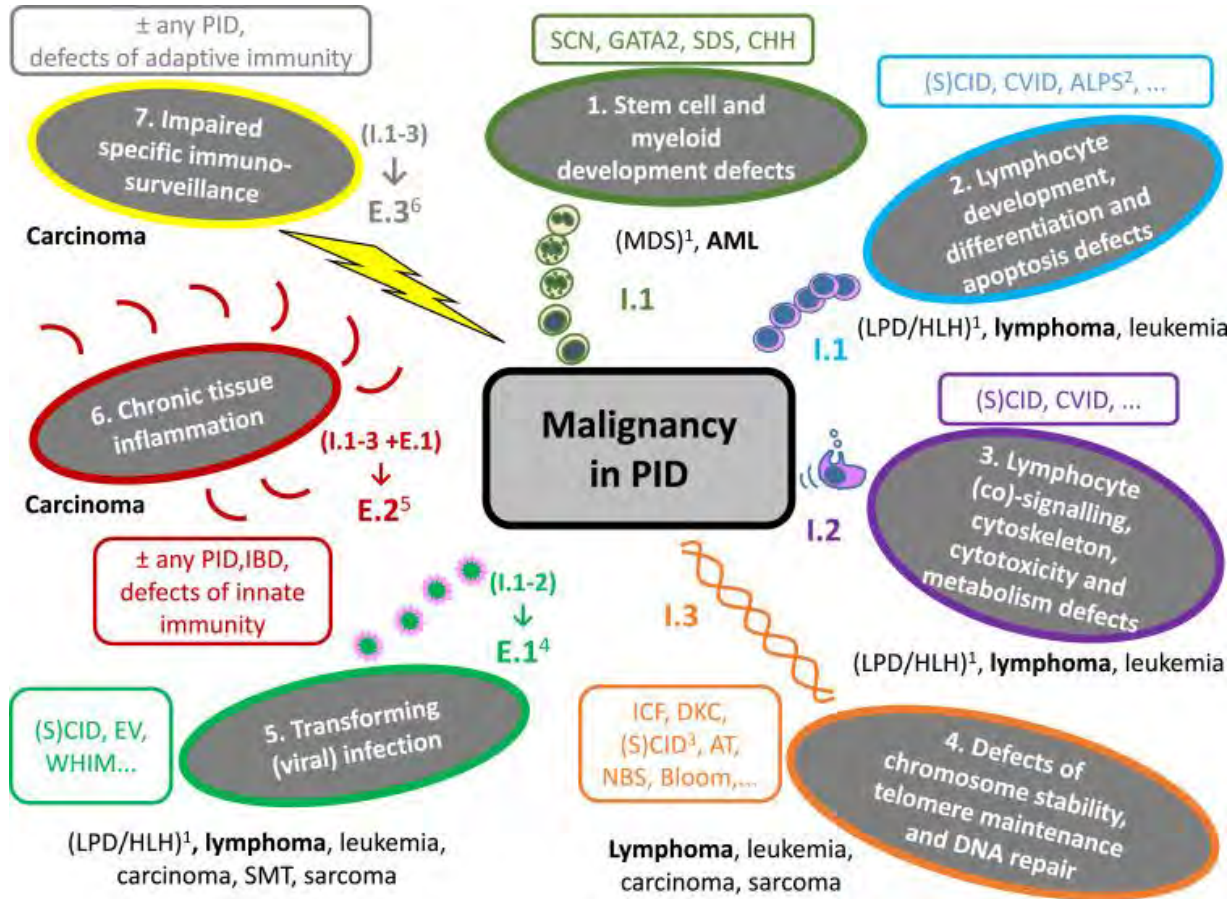 ± any PID,
defects of adaptive immunity
7. Impaired
specific immuno-
surveillance
(I.1-3)
↓
E.3⁶
Carcinoma
SCN, GATA2, SDS, CHH
1. Stem cell and
myeloid
development defects
(MDS)¹, AML
I.1
(S)CID, CVID, ALPS², ...
2. Lymphocyte
development,
differentiation and
apoptosis defects
I.1
(LPD/HLH)¹, lymphoma, leukemia
Malignancy
in PID
(S)CID, CVID, ...
3. Lymphocyte
(co)-signalling,
cytoskeleton,
cytotoxicity and
metabolism defects
I.2
(LPD/HLH)¹, lymphoma, leukemia
I.3
ICF, DKC,
(S)CID³, AT,
NBS, Bloom,...
4. Defects of
chromosome stability,
telomere maintenance
and DNA repair
Lymphoma, leukemia,
carcinoma, sarcoma
(I.1-2)
↓
E.1⁴
(S)CID, EV,
WHIM...
5. Transforming
(viral) infection
(LPD/HLH)¹, lymphoma, leukemia,
carcinoma, SMT, sarcoma
6. Chronic tissue
inflammation
(I.1-3 +E.1)
↓
E.2⁵
Carcinoma
± any PID,IBD,
defects of innate
immunity